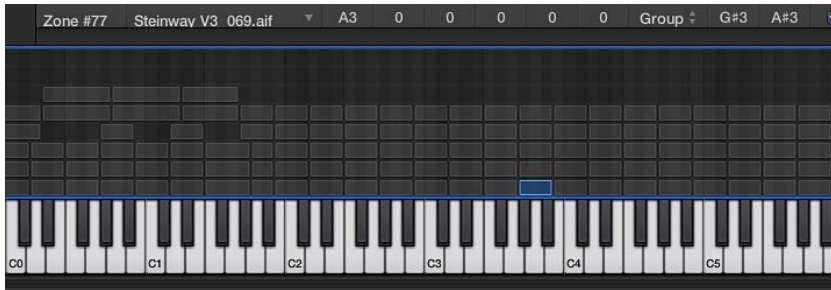 Zone #77 Steinway V3_069.aif A3 0 0 0 0 0 Group G#3 A#3
C0 C1 C2 C3 C4 C5